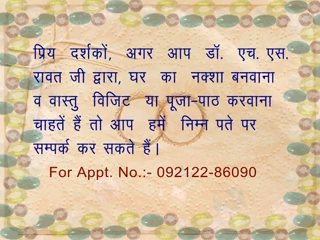 प्रिय दर्शकों, अगर आप डॉ. एच. एस.
रावत जी द्वारा, घर का नक्शा बनवाना
व वास्तु विजिट या पूजा-पाठ करवाना
चाहतें हैं तो आप हमें निम्न पते पर
सम्पर्क कर सकते हैं।
For Appt. No.:- 092122-86090